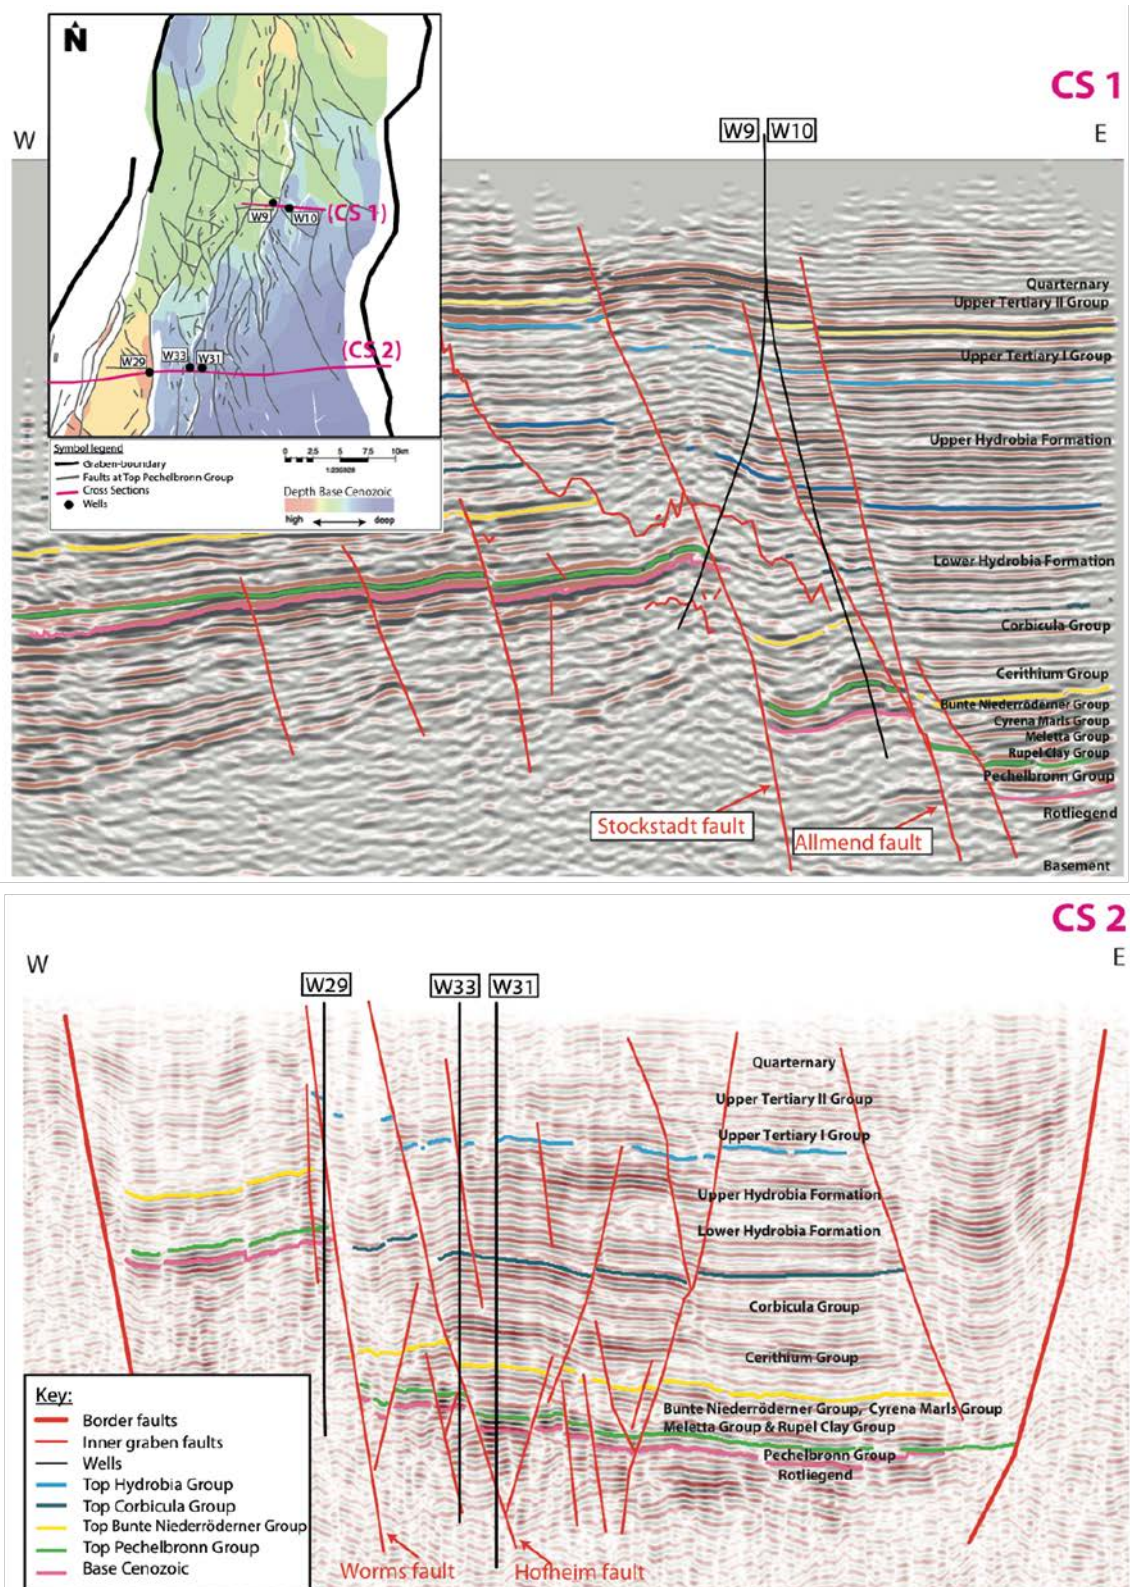 N
CS 1
W
W9
W10
E
W9
W10
(CS 1)
(CS 2)
W29
W33
W31
Symbol legend
Graben-boundary
Faults at Top Pechelbronn Group
Cross Sections
Wells
0 2,5 5 7,5 10km
Depth Base Cenozoic
high deep
Quarternary
Upper Tertiary II Group
Upper Tertiary I Group
Upper Hydrobia Formation
Lower Hydrobia Formation
Corbicula Group
Cerithium Group
Bunte Niederröderner Group
Cyrena Marls Group
Meletta Group
Rupel Clay Group
Pechelbronn Group
Rotliegend
Basement
Stockstadt fault
Allmend fault
CS 2
W
E
W29
W33
W31
Quarternary
Upper Tertiary II Group
Upper Tertiary I Group
Upper Hydrobia Formation
Lower Hydrobia Formation
Corbicula Group
Cerithium Group
Bunte Niederröderner Group, Cyrena Marls Group
Meletta Group & Rupel Clay Group
Pechelbronn Group
Rotliegend
Worms fault
Hofheim fault
Key:
Border faults
Inner graben faults
Wells
Top Hydrobia Group
Top Corbicula Group
Top Bunte Niederröderner Group
Top Pechelbronn Group
Base Cenozoic